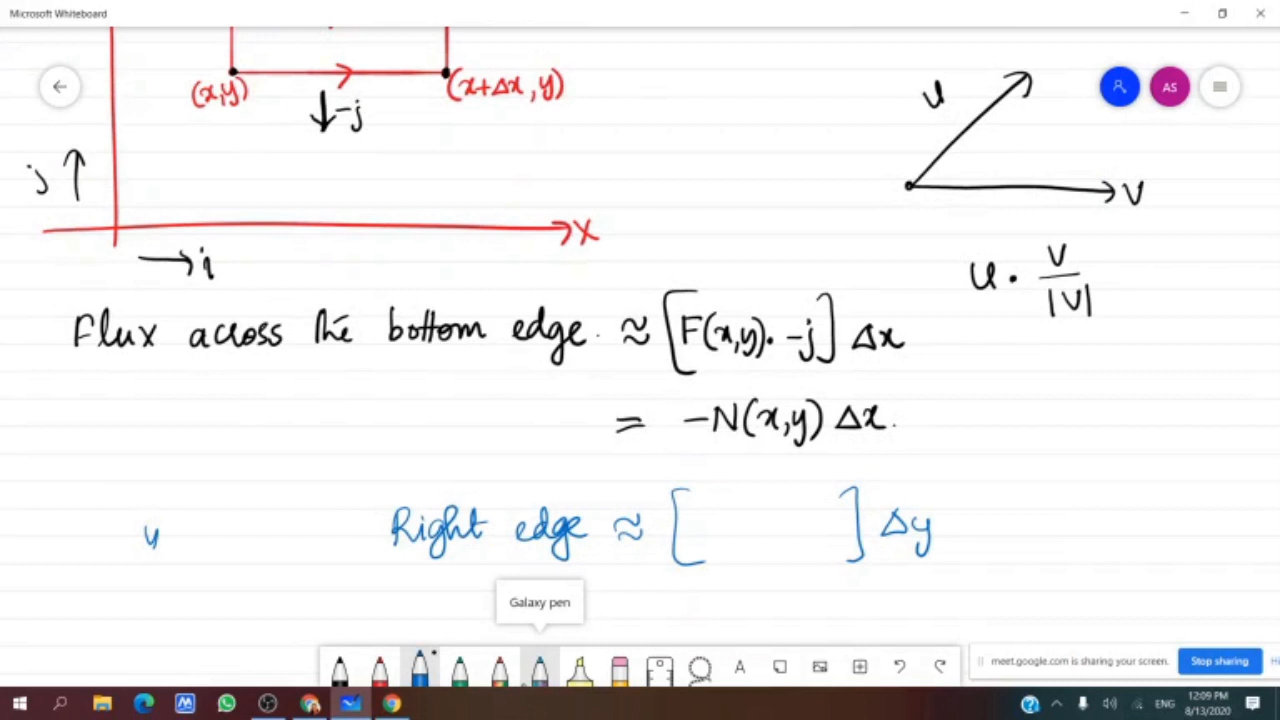 Microsoft Whiteboard
(x,y)
(x+Δx, y)
↓ -j
u
AS
j ↑
v
x
→ i
u · v/|v|
Flux across the bottom edge. ≈ [F(x,y)· -j] Δx
= -N(x,y) Δx.
〃 Right edge ≈ [ ] Δy
Galaxy pen
A
meet.google.com is sharing your screen.
Stop sharing
Hi
12:09 PM
ENG
8/13/2020